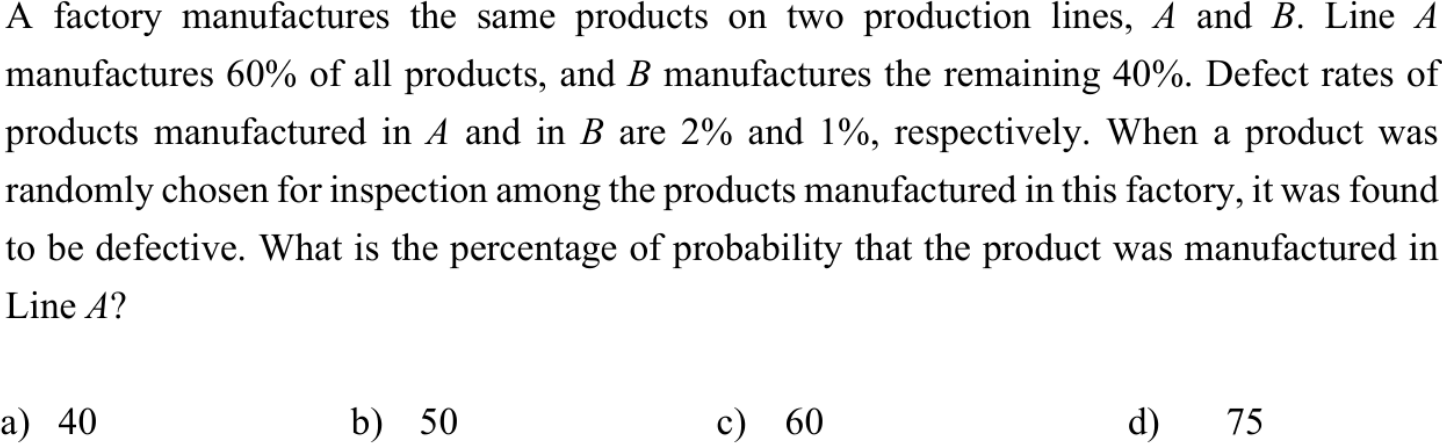 A factory manufactures the same products on two production lines, A and B. Line A
manufactures 60% of all products, and B manufactures the remaining 40%. Defect rates of
products manufactured in A and in B are 2% and 1%, respectively. When a product was
randomly chosen for inspection among the products manufactured in this factory, it was found
to be defective. What is the percentage of probability that the product was manufactured in
Line A?
a) 40 b) 50 c) 60 d) 75